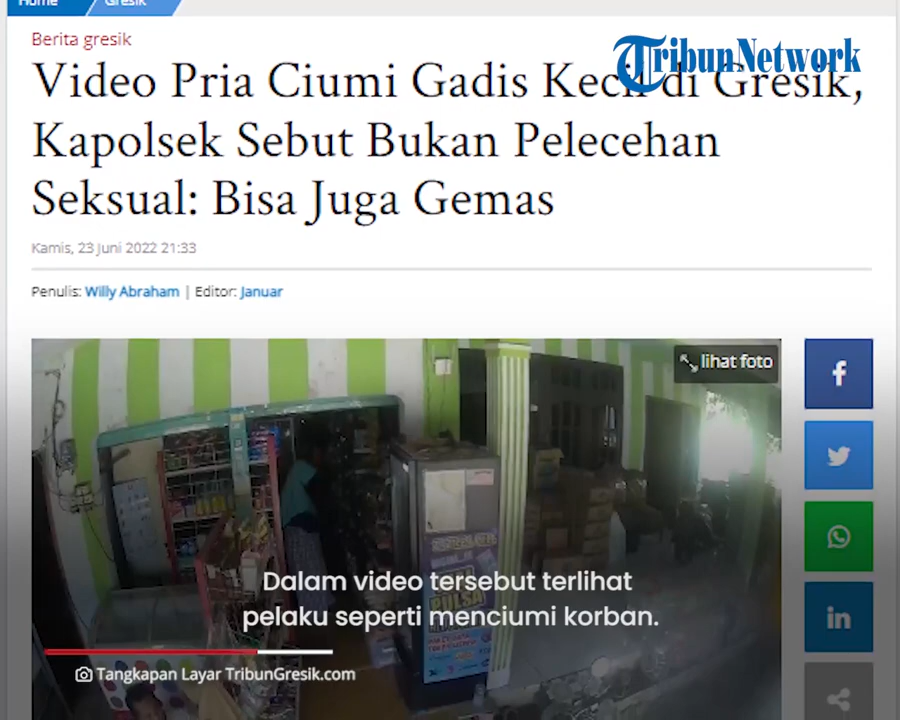 Home Gresik
Berita gresik
TribunNetwork
Video Pria Ciumi Gadis Kecil di Gresik,
Kapolsek Sebut Bukan Pelecehan
Seksual: Bisa Juga Gemas
Kamis, 23 Juni 2022 21:33
Penulis: Willy Abraham | Editor: Januar
lihat foto
PULSA
Dalam video tersebut terlihat
pelaku seperti menciumi korban.
Tangkapan Layar TribunGresik.com